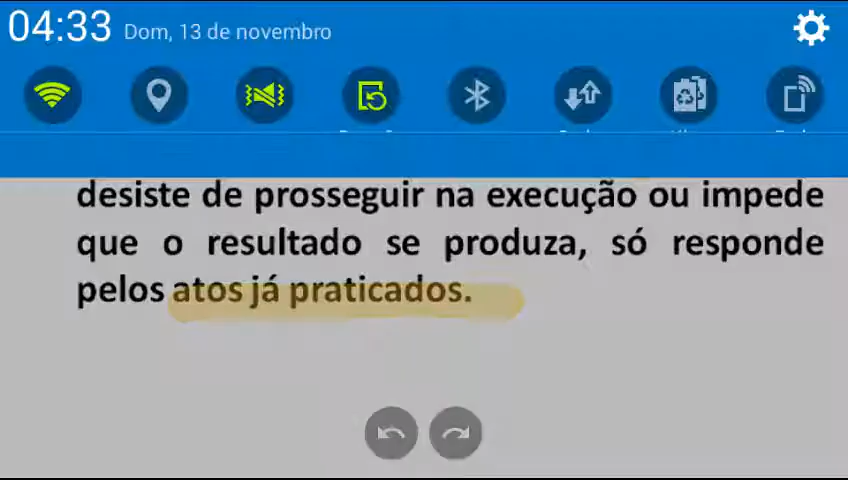 04:33 Dom, 13 de novembro
desiste de prosseguir na execução ou impede
que o resultado se produza, só responde
pelos atos já praticados.